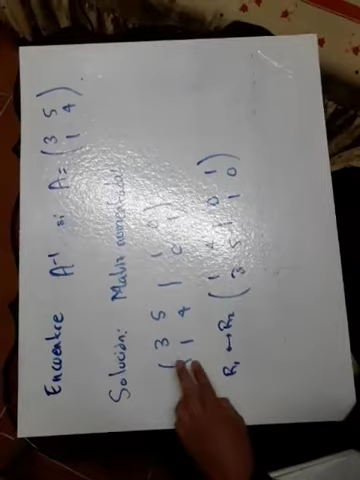 Encuentre A⁻¹ si A = ( 3 5
1 4 ).
Solución: Matriz aumentada
( 3 5 | 1 0 )
1 4 | 0 1
R₁ ↔ R₂ ( 1 4 | 0 1 )
3 5 | 1 0